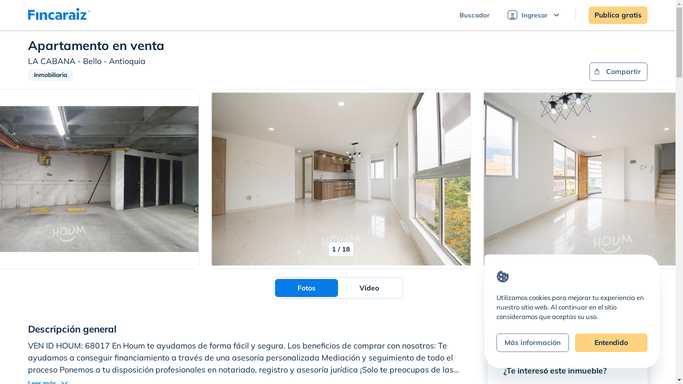 Fincaraiz
Buscador
Ingresar
Publica gratis
Apartamento en venta
LA CABANA - Bello - Antioquia
Inmobiliaria
Compartir
HOUM
HOUM
1 / 18
Fotos
Video
Utilizamos cookies para mejorar tu experiencia en
nuestro sitio web. Al continuar en el sitio
consideramos que aceptas su uso.
Más información
Entendido
Descripción general
VEN ID HOUM: 68017 En Houm te ayudamos de forma fácil y segura. Los beneficios de comprar con nosotros: Te
ayudamos a conseguir financiamiento a través de una asesoría personalizada Mediación y seguimiento de todo el
proceso Ponemos a tu disposición profesionales en notariado, registro y asesoría jurídica ¡Solo te preocupas de las...
Leer más
¿Te interesó este inmueble?